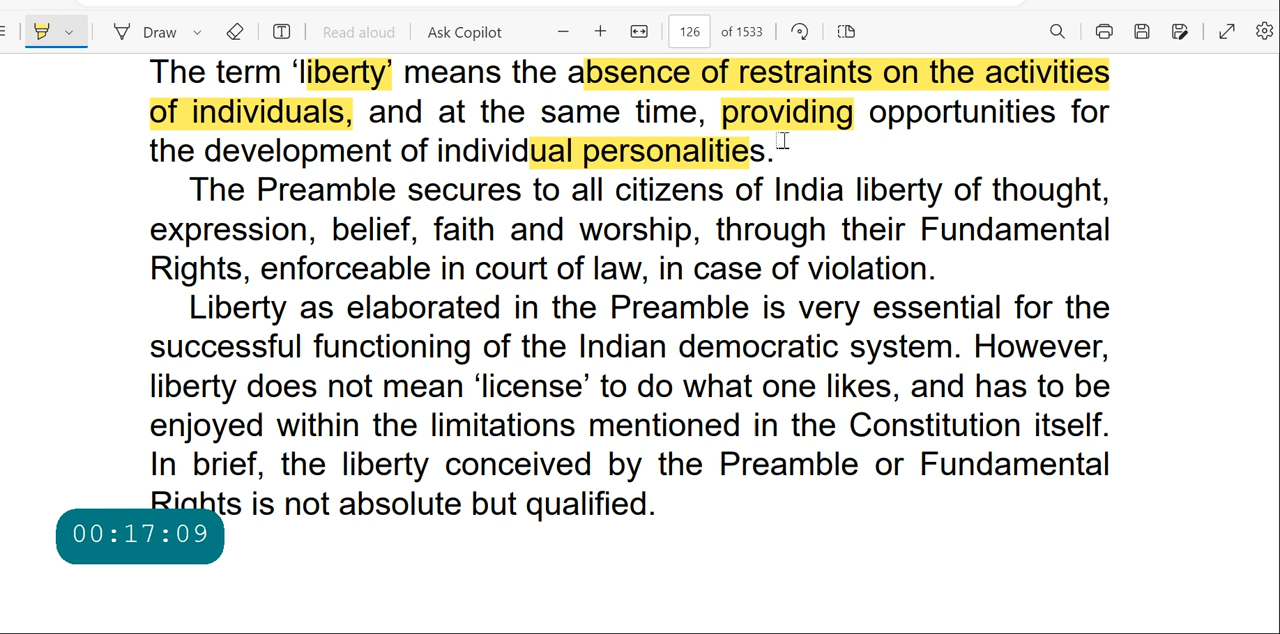 Draw
Read aloud
Ask Copilot
126
of 1533
The term ‘liberty’ means the absence of restraints on the activities
of individuals, and at the same time, providing opportunities for
the development of individual personalities.
The Preamble secures to all citizens of India liberty of thought,
expression, belief, faith and worship, through their Fundamental
Rights, enforceable in court of law, in case of violation.
Liberty as elaborated in the Preamble is very essential for the
successful functioning of the Indian democratic system. However,
liberty does not mean ‘license’ to do what one likes, and has to be
enjoyed within the limitations mentioned in the Constitution itself.
In brief, the liberty conceived by the Preamble or Fundamental
Rights is not absolute but qualified.
00:17:09